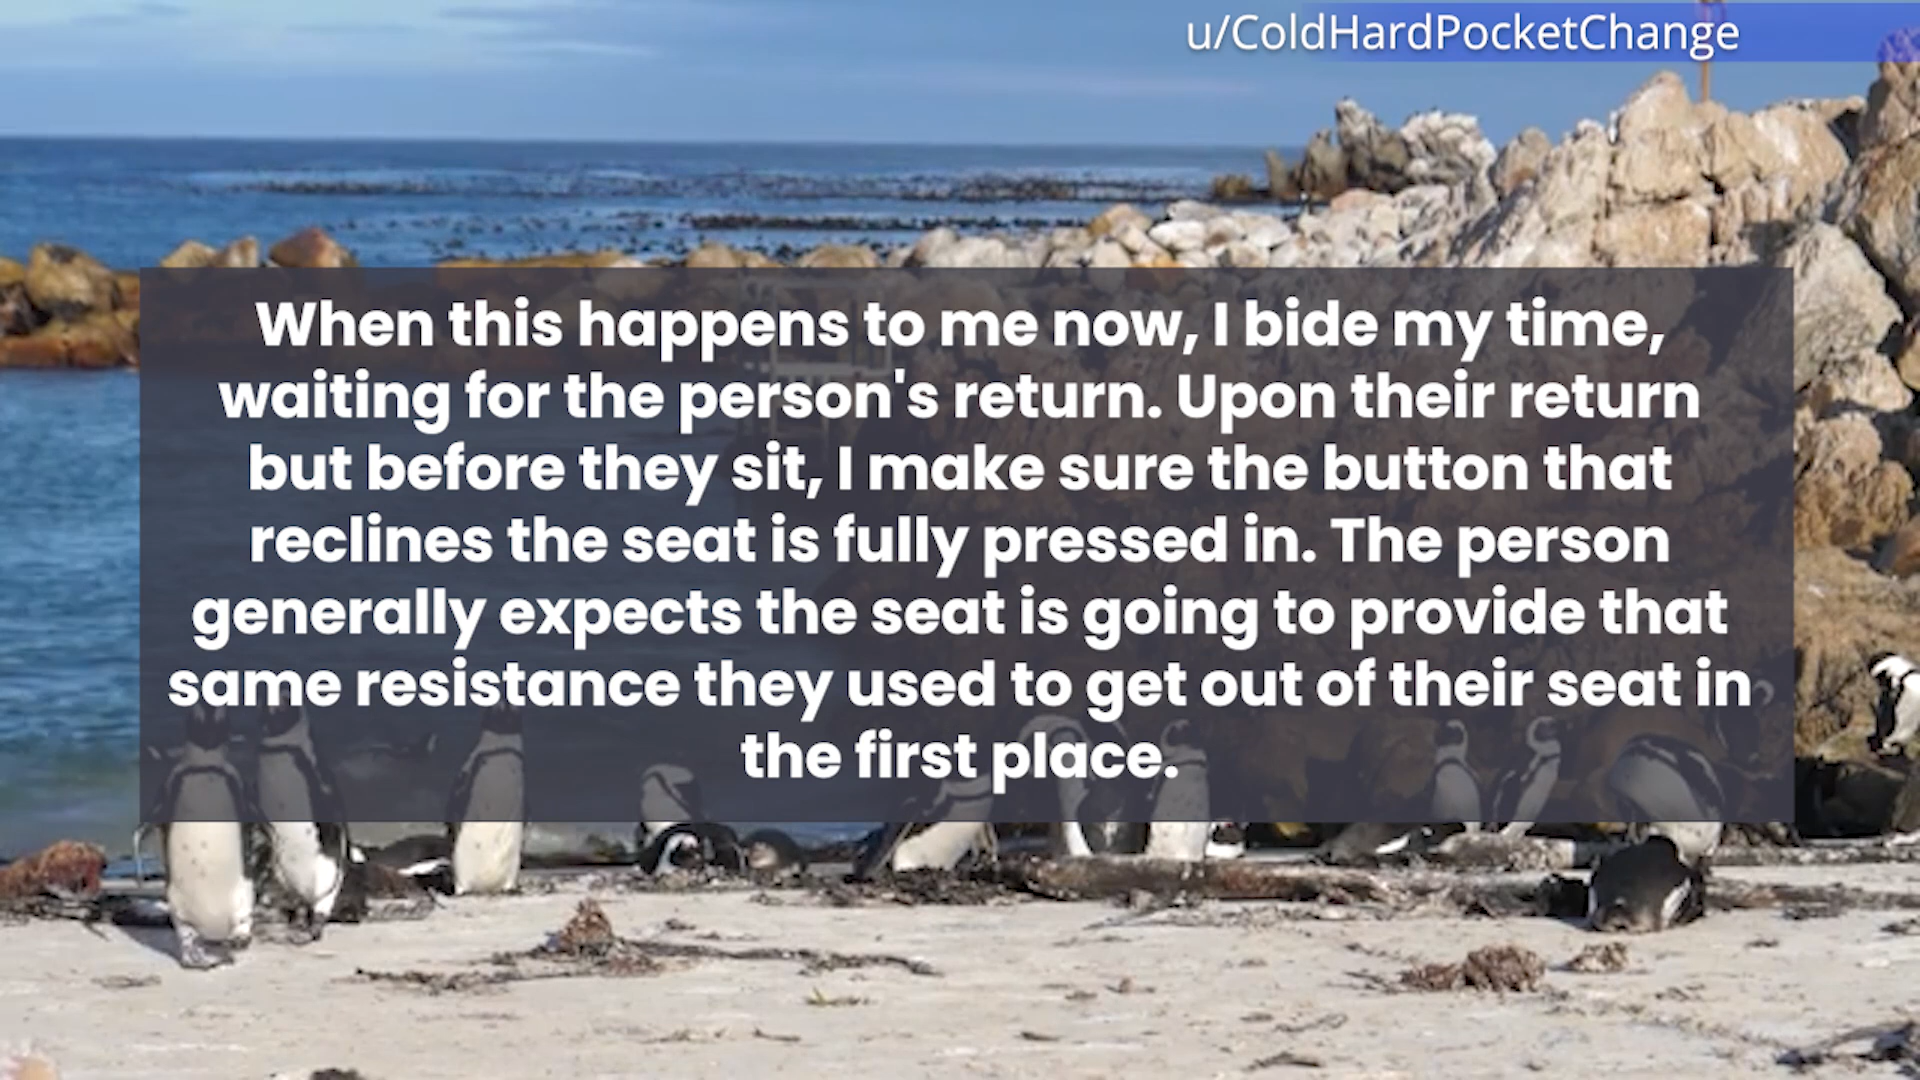 u/ColdHardPocketChange
When this happens to me now, I bide my time,
waiting for the person's return. Upon their return
but before they sit, I make sure the button that
reclines the seat is fully pressed in. The person
generally expects the seat is going to provide that
same resistance they used to get out of their seat in
the first place.